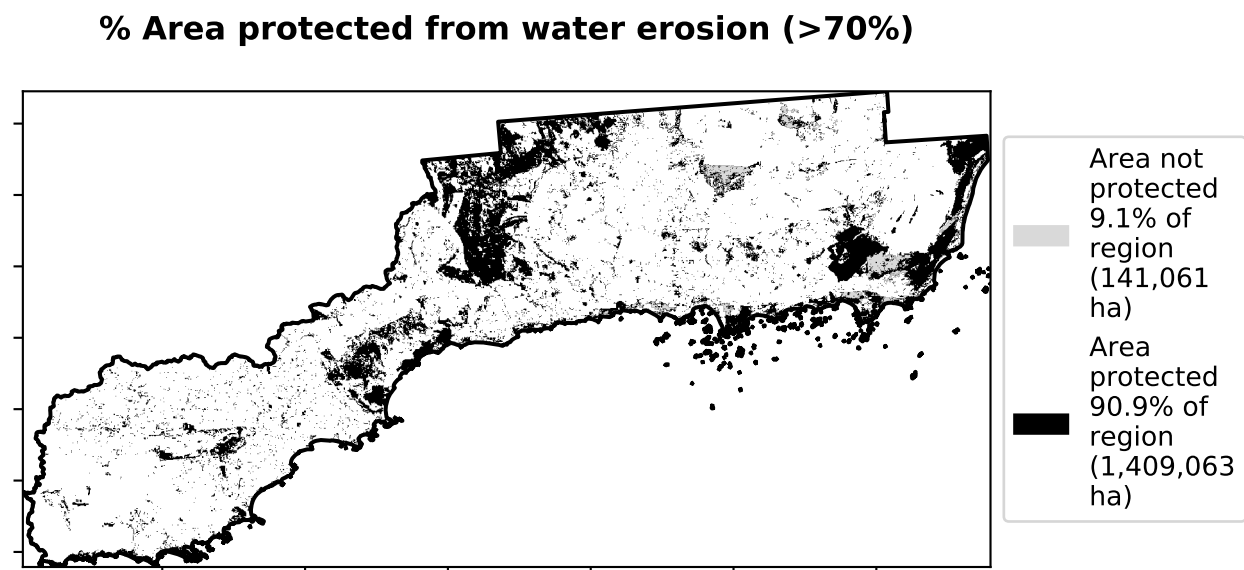 % Area protected from water erosion (>70%)
Area not
protected
9.1% of
region
(141,061
ha)
Area
protected
90.9% of
region
(1,409,063
ha)